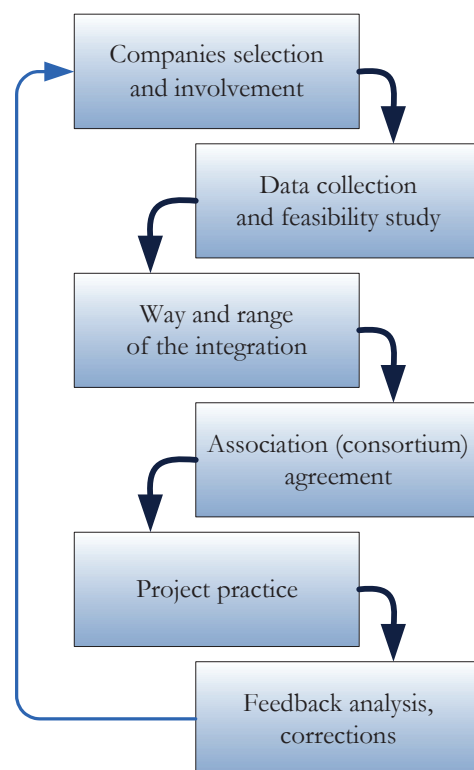 Companies selection
and involvement
Data collection
and feasibility study
Way and range
of the integration
Association (consortium)
agreement
Project practice
Feedback analysis,
corrections